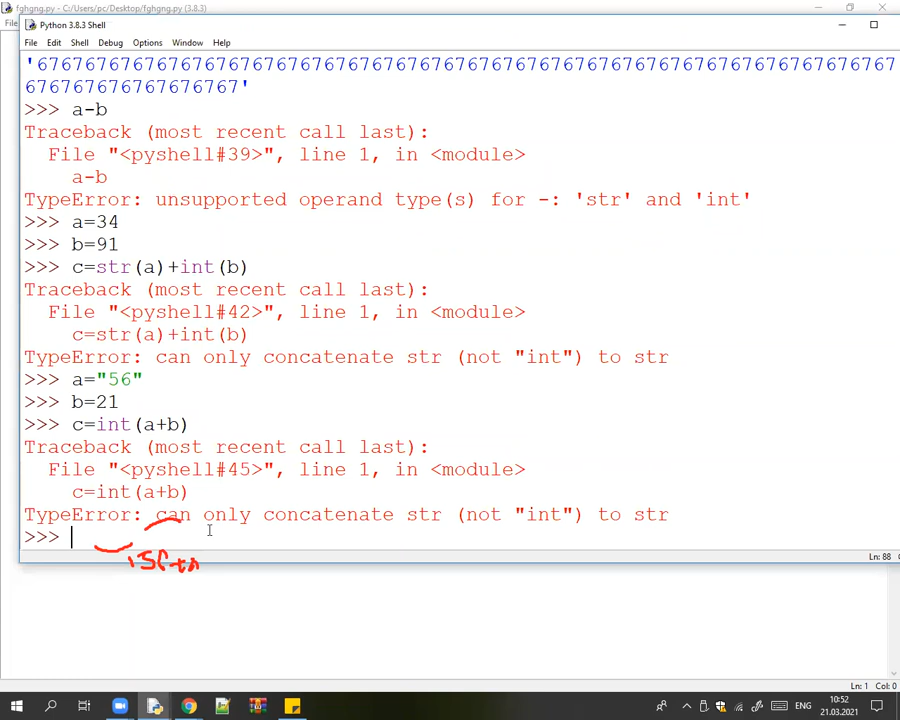 fghgng.py - C:/Users/pc/Desktop/fghgng.py (3.8.3)
Python 3.8.3 Shell
File Edit Shell Debug Options Window Help
'676767676767676767676767676767676767676767676767676767676767676767676767
676767676767676767'
>>> a-b
Traceback (most recent call last):
File "<pyshell#39>", line 1, in <module>
a-b
TypeError: unsupported operand type(s) for -: 'str' and 'int'
>>> a=34
>>> b=91
>>> c=str(a)+int(b)
Traceback (most recent call last):
File "<pyshell#42>", line 1, in <module>
c=str(a)+int(b)
TypeError: can only concatenate str (not "int") to str
>>> a="56"
>>> b=21
>>> c=int(a+b)
Traceback (most recent call last):
File "<pyshell#45>", line 1, in <module>
c=int(a+b)
TypeError: can only concatenate str (not "int") to str
>>>
Ln: 88
Ln: 1 Col: 0
ENG
10:52
21.03.2021